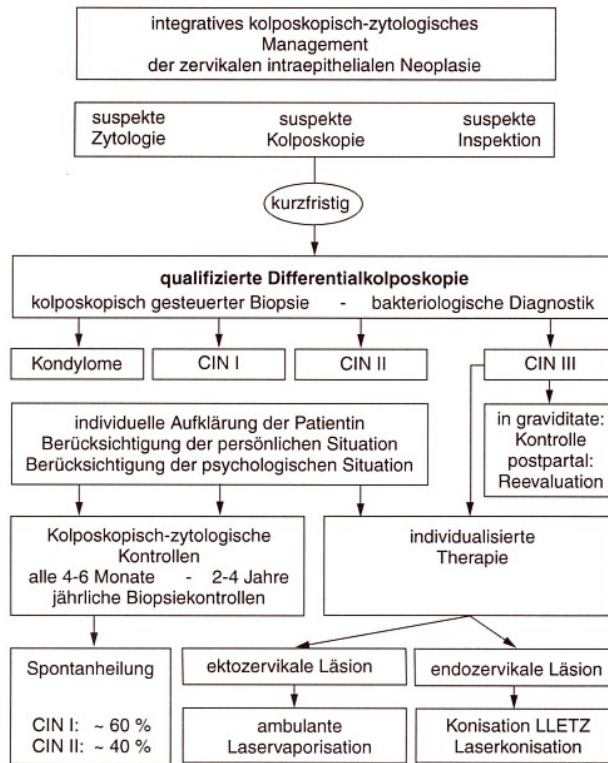 integratives kolposkopisch-zytologisches
Management
der zervikalen intraepithelialen Neoplasie
suspekte suspekte suspekte
Zytologie Kolposkopie Inspektion
kurzfristig
qualifizierte Differentialkolposkopie
kolposkopisch gesteuerter Biopsie - bakteriologische Diagnostik
Kondylome CIN I CIN II CIN III
individuelle Aufklärung der Patientin
Berücksichtigung der persönlichen Situation
Berücksichtigung der psychologischen Situation
in graviditate:
Kontrolle
postpartal:
Reevaluation
Kolposkopisch-zytologische
Kontrollen
alle 4-6 Monate - 2-4 Jahre
jährliche Biopsiekontrollen
individualisierte
Therapie
Spontanheilung
CIN I: ~ 60 %
CIN II: ~ 40 %
ektozervikale Läsion
endozervikale Läsion
ambulante
Laservaporisation
Konisation LLETZ
Laserkonisation